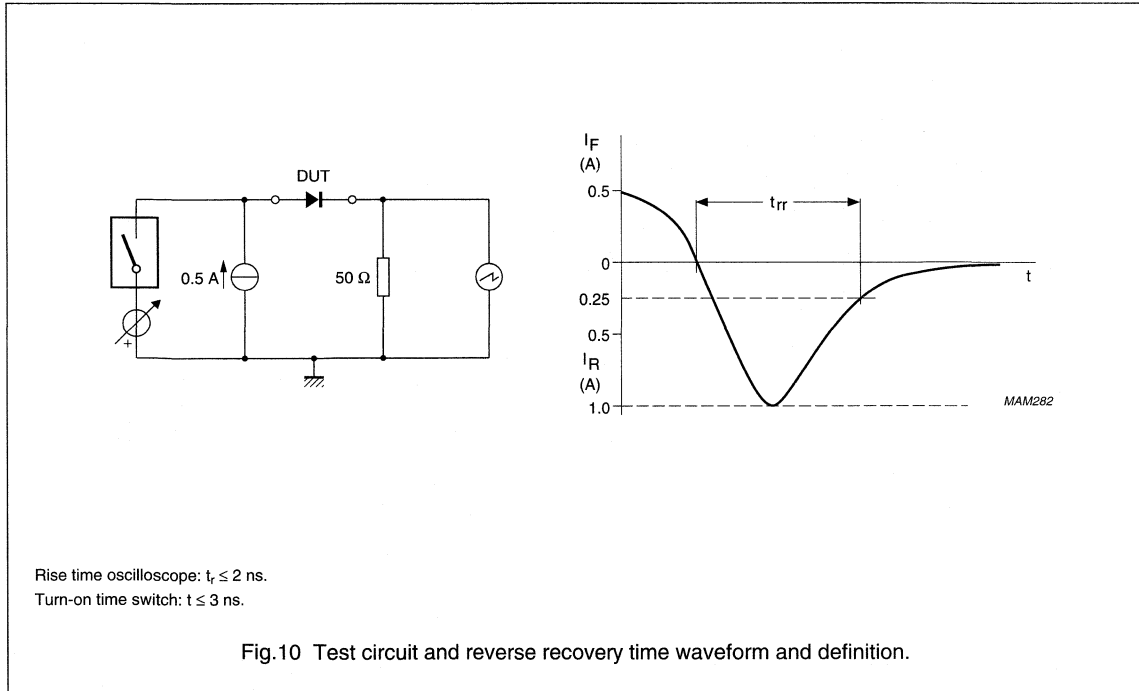 DUT
0.5 A
50 Ω
+
I_F
(A)
0.5
t_rr
0
t
0.25
0.5
I_R
(A)
1.0
MAM282
Rise time oscilloscope: t_r ≤ 2 ns.
Turn-on time switch: t ≤ 3 ns.
Fig.10 Test circuit and reverse recovery time waveform and definition.